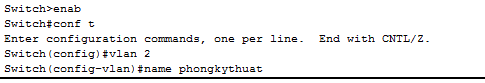 Switch>enab
Switch#conf t
Enter configuration commands, one per line.  End with CNTL/Z.
Switch(config)#vlan 2
Switch(config-vlan)#name phongkythuat